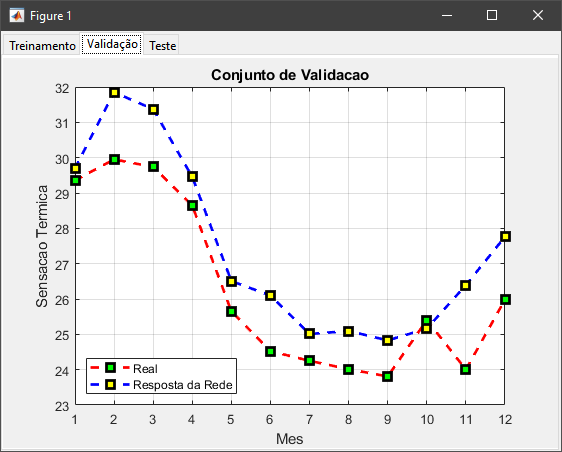 Figure 1
Treinamento Validação Teste
Conjunto de Validacao
Sensacao Termica
32
31
30
29
28
27
26
25
24
23
Real
Resposta da Rede
1 2 3 4 5 6 7 8 9 10 11 12
Mes